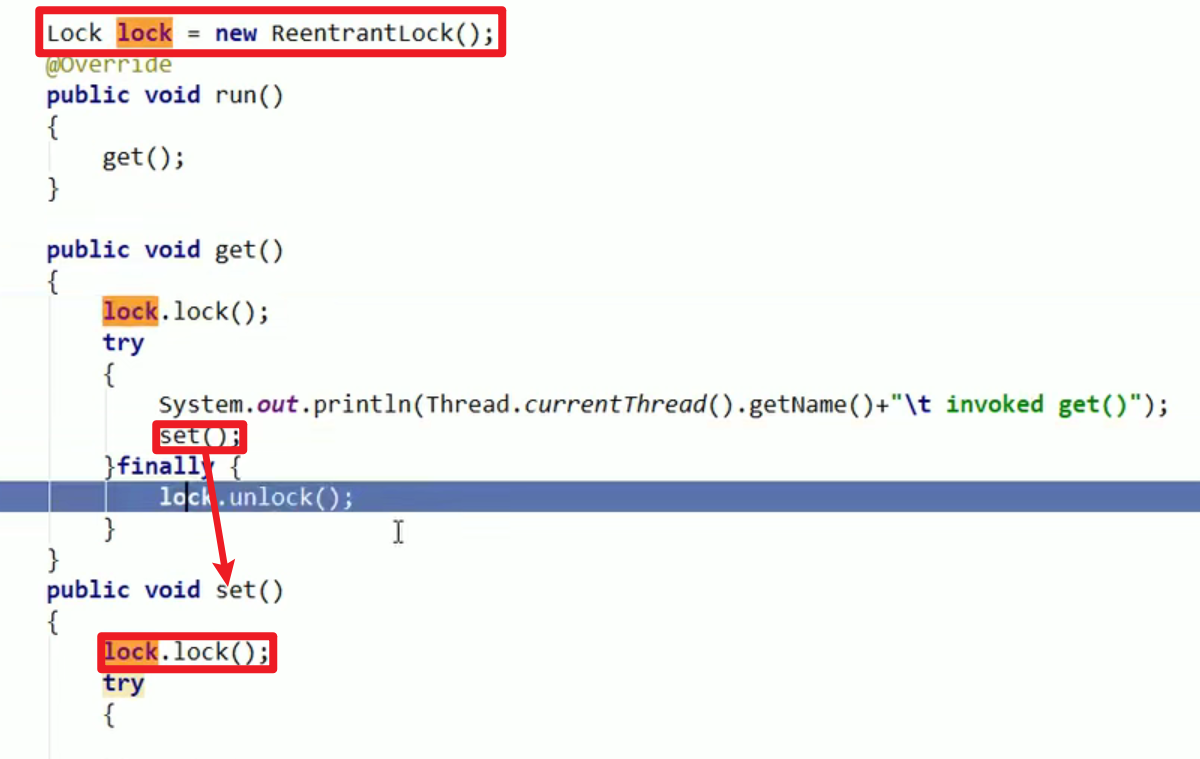 Lock lock = new ReentrantLock();
@Override
public void run()
{
    get();
}

public void get()
{
    lock.lock();
    try
    {
        System.out.println(Thread.currentThread().getName()+"\t invoked get()");
        set();
    }finally {
        lock.unlock();
    }
}
public void set()
{
    lock.lock();
    try
    {